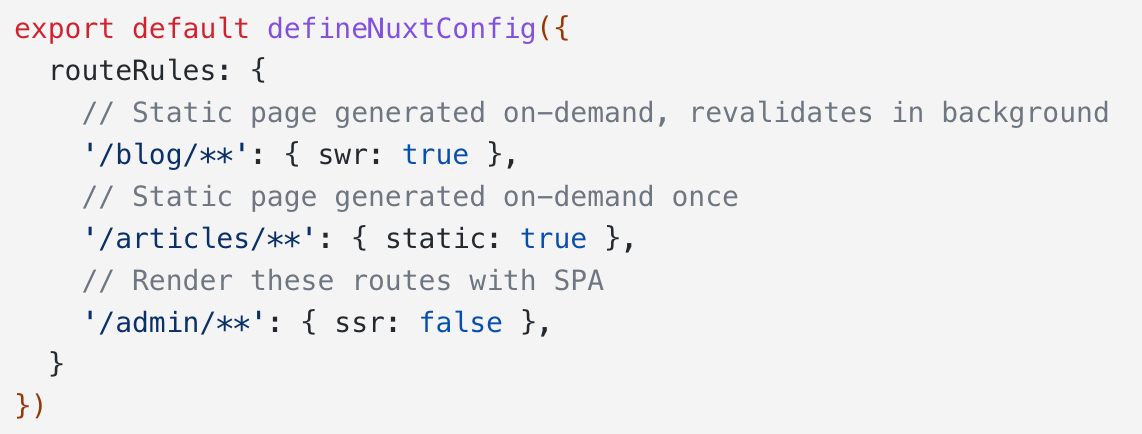 export default defineNuxtConfig({
  routeRules: {
    // Static page generated on-demand, revalidates in background
    '/blog/**': { swr: true },
    // Static page generated on-demand once
    '/articles/**': { static: true },
    // Render these routes with SPA
    '/admin/**': { ssr: false },
  }
})